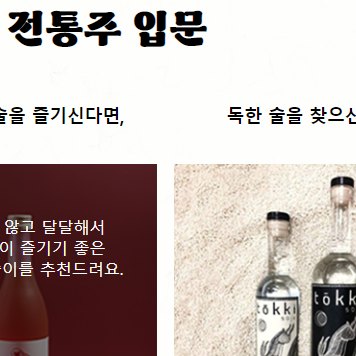 전통주 입문
술을 즐기신다면,
독한 술을 찾으신
않고 달달해서
이 즐기기 좋은
이를 추천드려요.
tōkki
tōkki